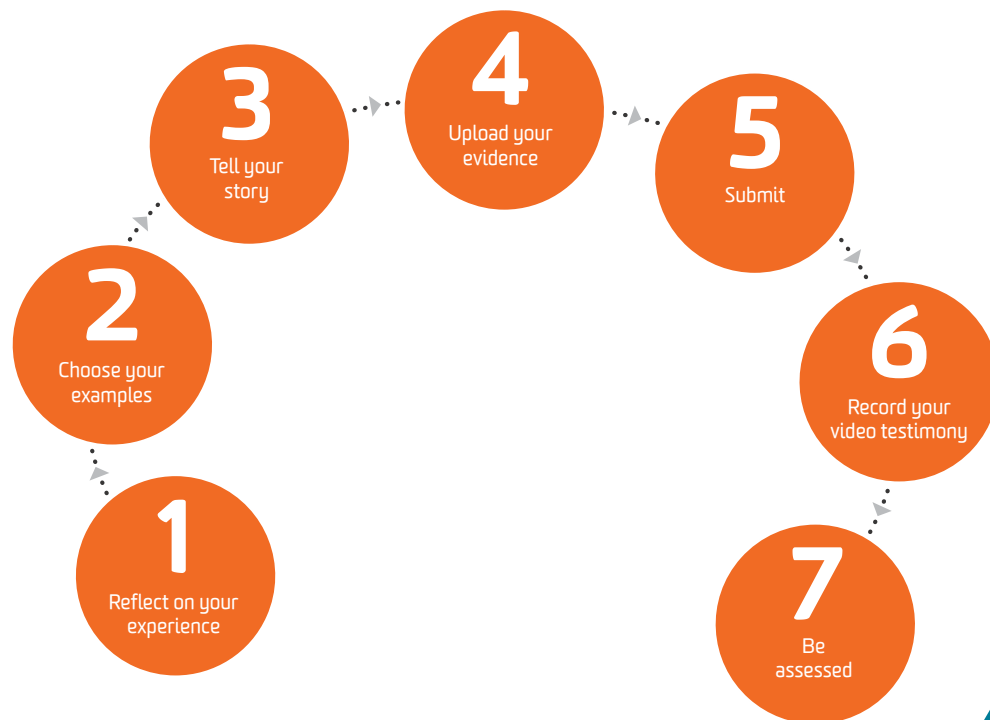 1
Reflect on your
experience
2
Choose your
examples
3
Tell your
story
4
Upload your
evidence
5
Submit
6
Record your
video testimony
7
Be
assessed